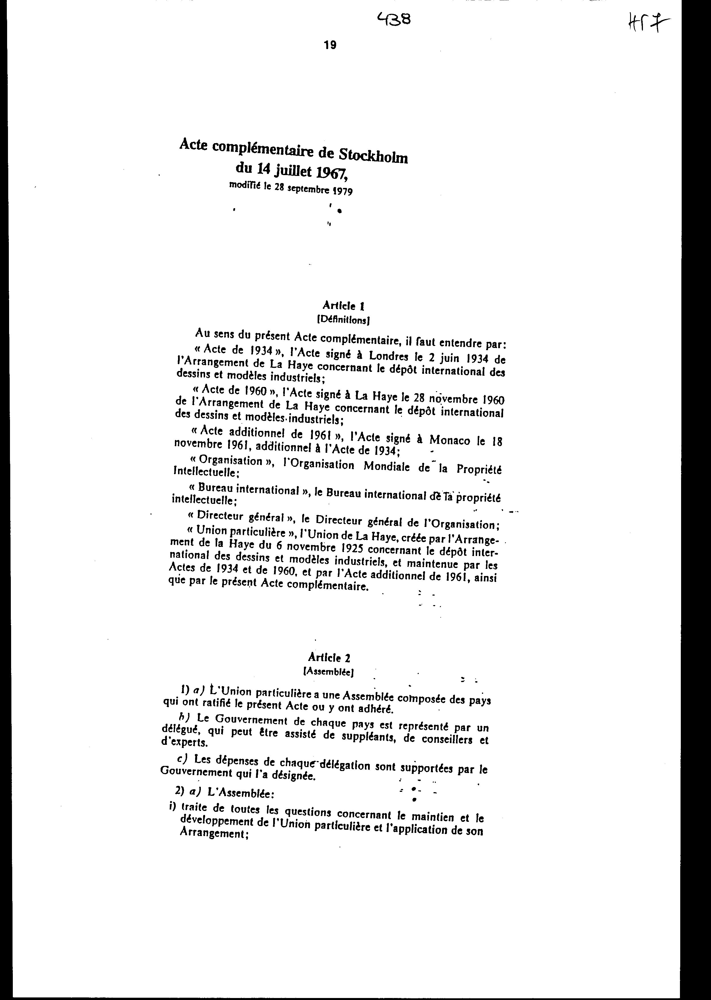 438
19
Acte complémentaire de Stockholm
du 14 juillet 1967,
modifié le 28 septembre 1979
Article 1
[Définitions]
Au sens du présent Acte complémentaire, il faut entendre par:
« Acte de 1934 », l'Acte signé à Londres le 2 juin 1934 de
l'Arrangement de La Haye concernant le dépôt international des
dessins et modèles industriels;
« Acte de 1960 », l'Acte signé à La Haye le 28 novembre 1960
de l'Arrangement de La Haye concernant le dépôt international
des dessins et modèles industriels;
« Acte additionnel de 1961 », l'Acte signé à Monaco le 18
novembre 1961, additionnel à l'Acte de 1934;
« Organisation », l'Organisation Mondiale de la Propriété
Intellectuelle;
« Bureau international », le Bureau international de la propriété
intellectuelle;
« Directeur général », le Directeur général de l'Organisation;
« Union particulière », l'Union de La Haye, créée par l'Arrange-
ment de la Haye du 6 novembre 1925 concernant le dépôt inter-
national des dessins et modèles industriels, et maintenue par les
Actes de 1934 et de 1960, et par l'Acte additionnel de 1961, ainsi
que par le présent Acte complémentaire.
Article 2
[Assemblée]
1) a) L'Union particulière a une Assemblée composée des pays
qui ont ratifié le présent Acte ou y ont adhéré.
b) Le Gouvernement de chaque pays est représenté par un
délégué, qui peut être assisté de suppléants, de conseillers et
d'experts.
c) Les dépenses de chaque délégation sont supportées par le
Gouvernement qui l'a désignée.
2) a) L'Assemblée:
i) traite de toutes les questions concernant le maintien et le
développement de l'Union particulière et l'application de son
Arrangement;